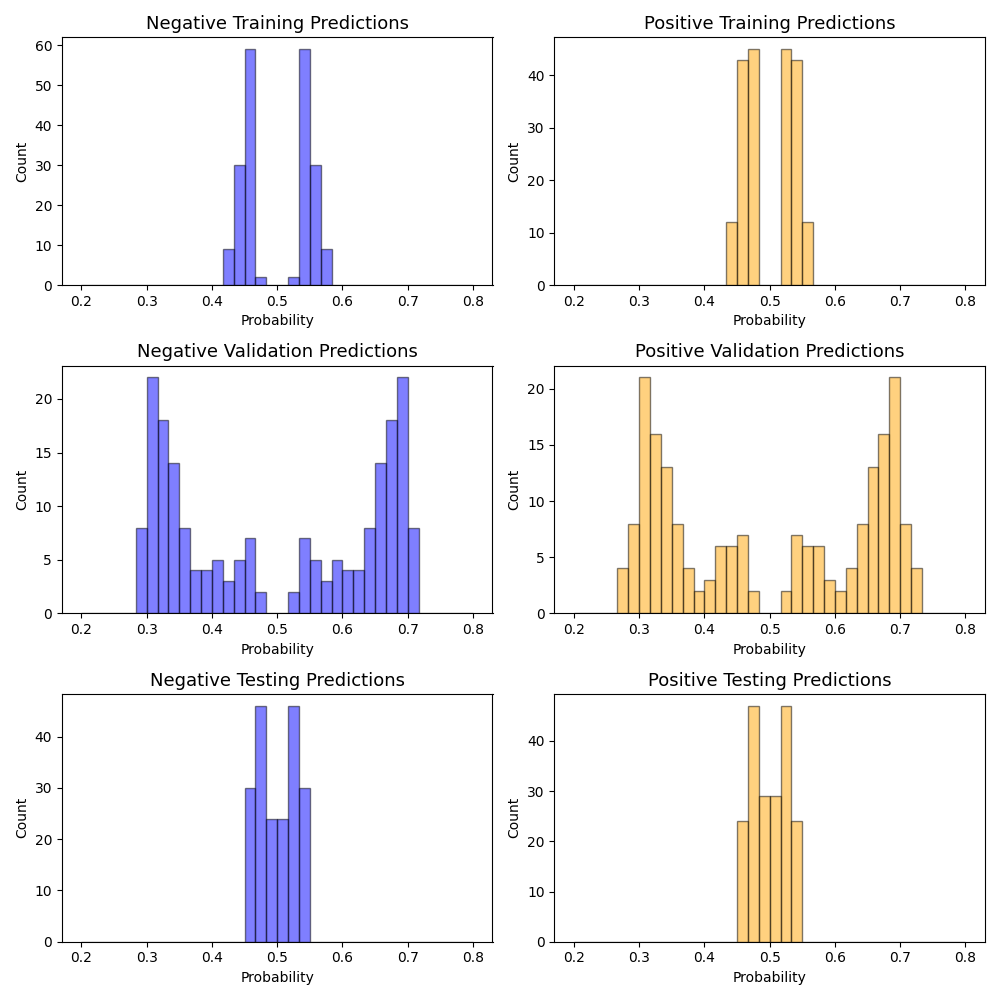 Negative Training Predictions
60
50
40
30
20
10
0
Count
0.2 0.3 0.4 0.5 0.6 0.7 0.8
Probability
Positive Training Predictions
40
30
20
10
0
Count
0.2 0.3 0.4 0.5 0.6 0.7 0.8
Probability
Negative Validation Predictions
20
15
10
5
0
Count
0.2 0.3 0.4 0.5 0.6 0.7 0.8
Probability
Positive Validation Predictions
20
15
10
5
0
Count
0.2 0.3 0.4 0.5 0.6 0.7 0.8
Probability
Negative Testing Predictions
40
30
20
10
0
Count
0.2 0.3 0.4 0.5 0.6 0.7 0.8
Probability
Positive Testing Predictions
40
30
20
10
0
Count
0.2 0.3 0.4 0.5 0.6 0.7 0.8
Probability